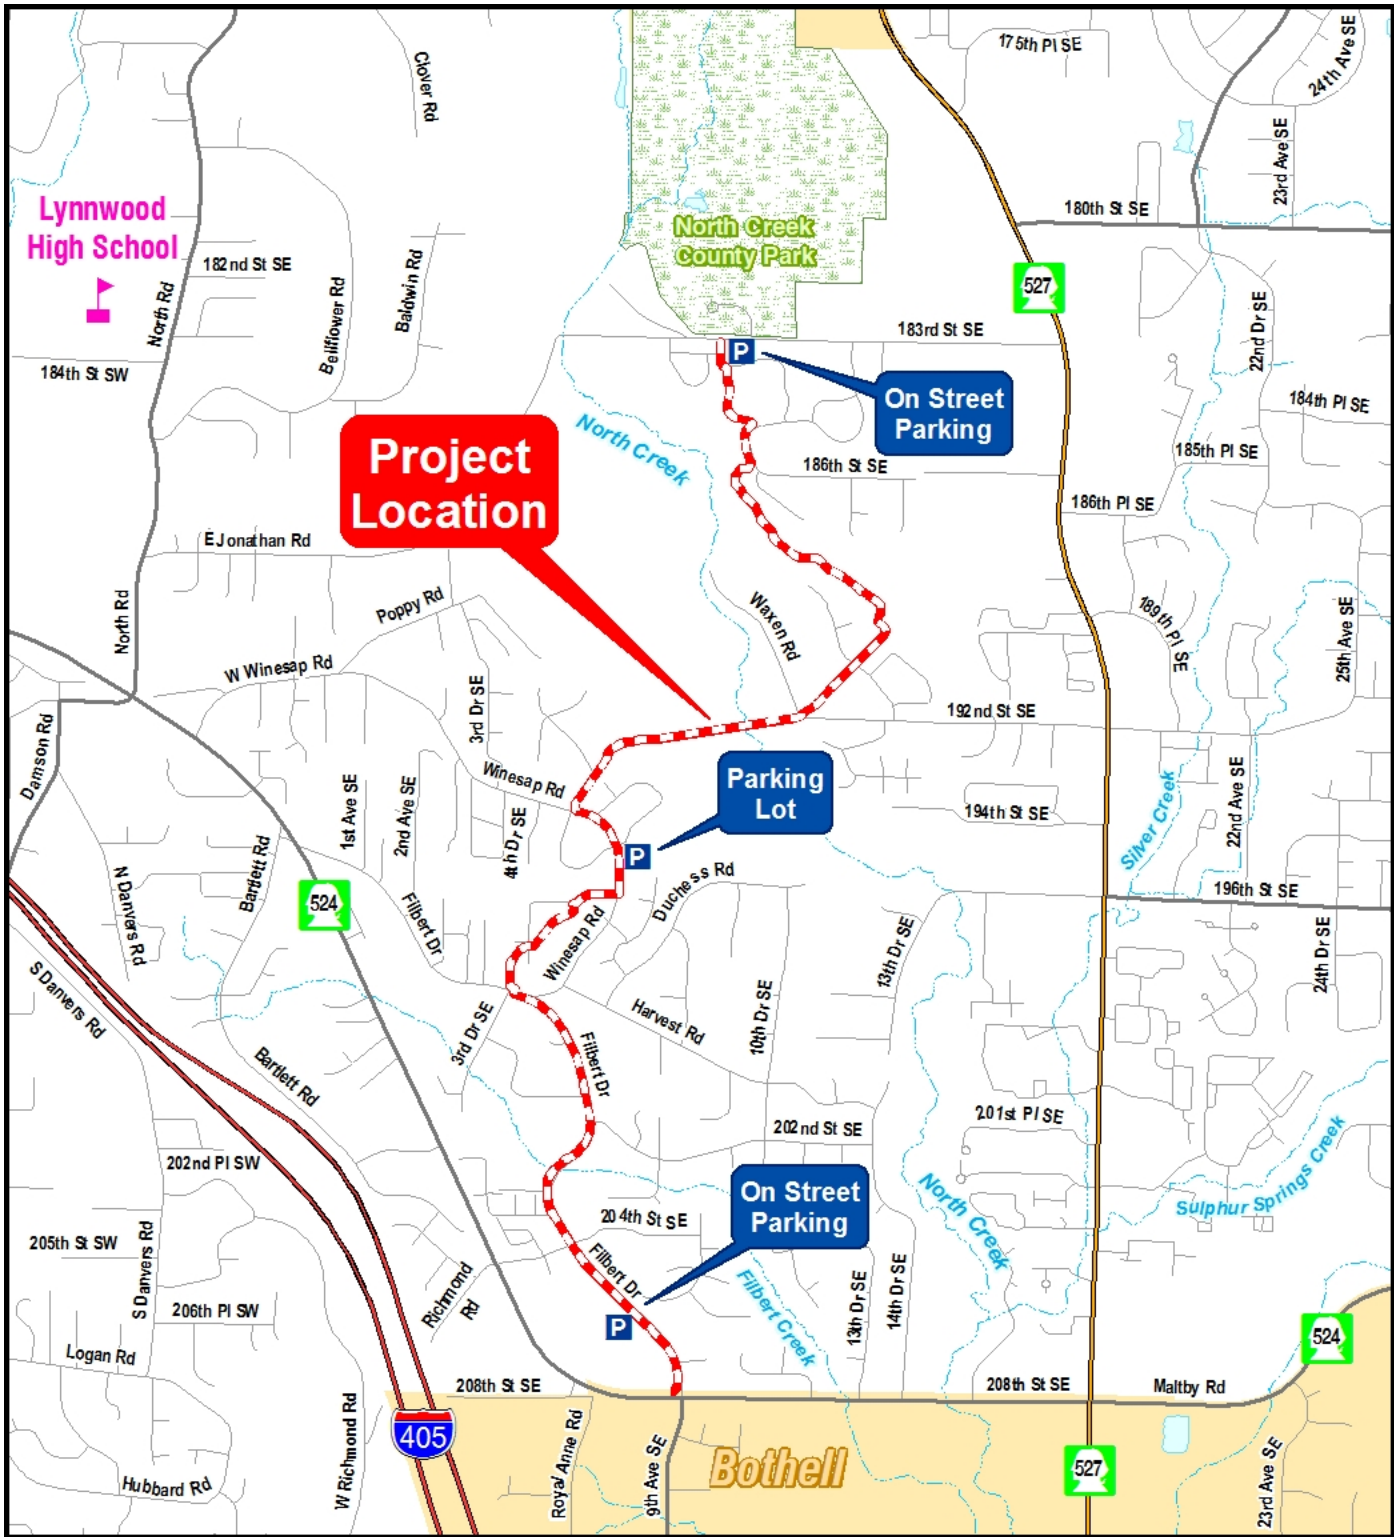 Clover Rd
175th Pl SE
24th Ave SE
23rd Ave SE
180th St SE
Lynnwood
High School
North Creek
County Park
182nd St SE
North Rd
Bellflower Rd
Baldwin Rd
527
22nd Dr SE
183rd St SE
184th St SW
P
On Street
Parking
184th Pl SE
Project
Location
North Creek
185th Pl SE
186th St SE
186th Pl SE
E Jonathan Rd
North Rd
Poppy Rd
Waxen Rd
189th Pl SE
25th Ave SE
W Winesap Rd
3rd Dr SE
192nd St SE
Damson Rd
Winesap Rd
Parking
Lot
1st Ave SE
2nd Ave SE
4th Dr SE
194th St SE
Silver Creek
22nd Ave SE
P
N Danvers Rd
Bartlett Rd
524
Filbert Dr
Duchess Rd
196th St SE
Winesap Rd
13th Dr SE
24th Dr SE
S Danvers Rd
3rd Dr SE
Harvest Rd
10th Dr SE
Bartlett Rd
Filbert Dr
201st Pl SE
202nd St SE
202nd Pl SW
On Street
Parking
North Creek
Sulphur Springs Creek
204th St SE
205th St SW
S Danvers Rd
Filbert Dr
Richmond
Rd
206th Pl SW
P
Filbert Creek
13th Dr SE
14th Dr SE
524
Logan Rd
208th St SE
208th St SE
Maltby Rd
405
W Richmond Rd
Royal Anne Rd
9th Ave SE
Bothell
527
23rd Ave SE
Hubbard Rd